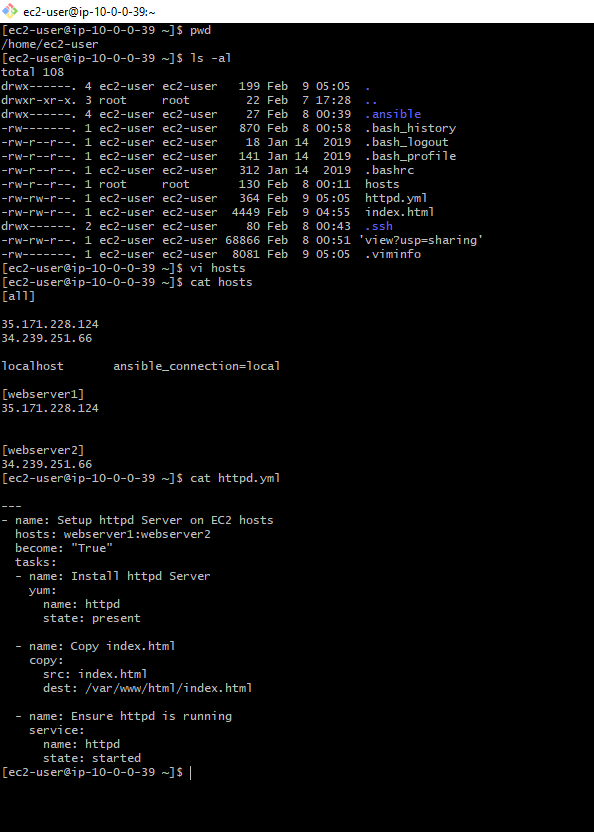 ec2-user@ip-10-0-0-39:~
[ec2-user@ip-10-0-0-39 ~]$ pwd
/home/ec2-user
[ec2-user@ip-10-0-0-39 ~]$ ls -al
total 108
drwx------. 4 ec2-user ec2-user   199 Feb  9 05:05  .
drwxr-xr-x. 3 root     root        22 Feb  7 17:28  ..
drwx------. 4 ec2-user ec2-user    27 Feb  8 00:39  .ansible
-rw-------. 1 ec2-user ec2-user   870 Feb  8 00:58  .bash_history
-rw-r--r--. 1 ec2-user ec2-user    18 Jan 14  2019  .bash_logout
-rw-r--r--. 1 ec2-user ec2-user   141 Jan 14  2019  .bash_profile
-rw-r--r--. 1 ec2-user ec2-user   312 Jan 14  2019  .bashrc
-rw-r--r--. 1 root     root       130 Feb  8 00:11  hosts
-rw-rw-r--. 1 ec2-user ec2-user   364 Feb  9 05:05  httpd.yml
-rw-rw-r--. 1 ec2-user ec2-user  4449 Feb  9 04:55  index.html
drwx------. 2 ec2-user ec2-user    80 Feb  8 00:43  .ssh
-rw-rw-r--. 1 ec2-user ec2-user 68866 Feb  8 00:51 'view?usp=sharing'
-rw-rw-r--. 1 ec2-user ec2-user  8081 Feb  9 05:05  .viminfo
[ec2-user@ip-10-0-0-39 ~]$ vi hosts
[ec2-user@ip-10-0-0-39 ~]$ cat hosts
[all]
35.171.228.124
34.239.251.66
localhost       ansible_connection=local
[webserver1]
35.171.228.124
[webserver2]
34.239.251.66
[ec2-user@ip-10-0-0-39 ~]$ cat httpd.yml
---
- name: Setup httpd Server on EC2 hosts
  hosts: webserver1:webserver2
  become: "True"
  tasks:
  - name: Install httpd Server
    yum:
      name: httpd
      state: present
  - name: Copy index.html
    copy:
      src: index.html
      dest: /var/www/html/index.html
  - name: Ensure httpd is running
    service:
      name: httpd
      state: started
[ec2-user@ip-10-0-0-39 ~]$